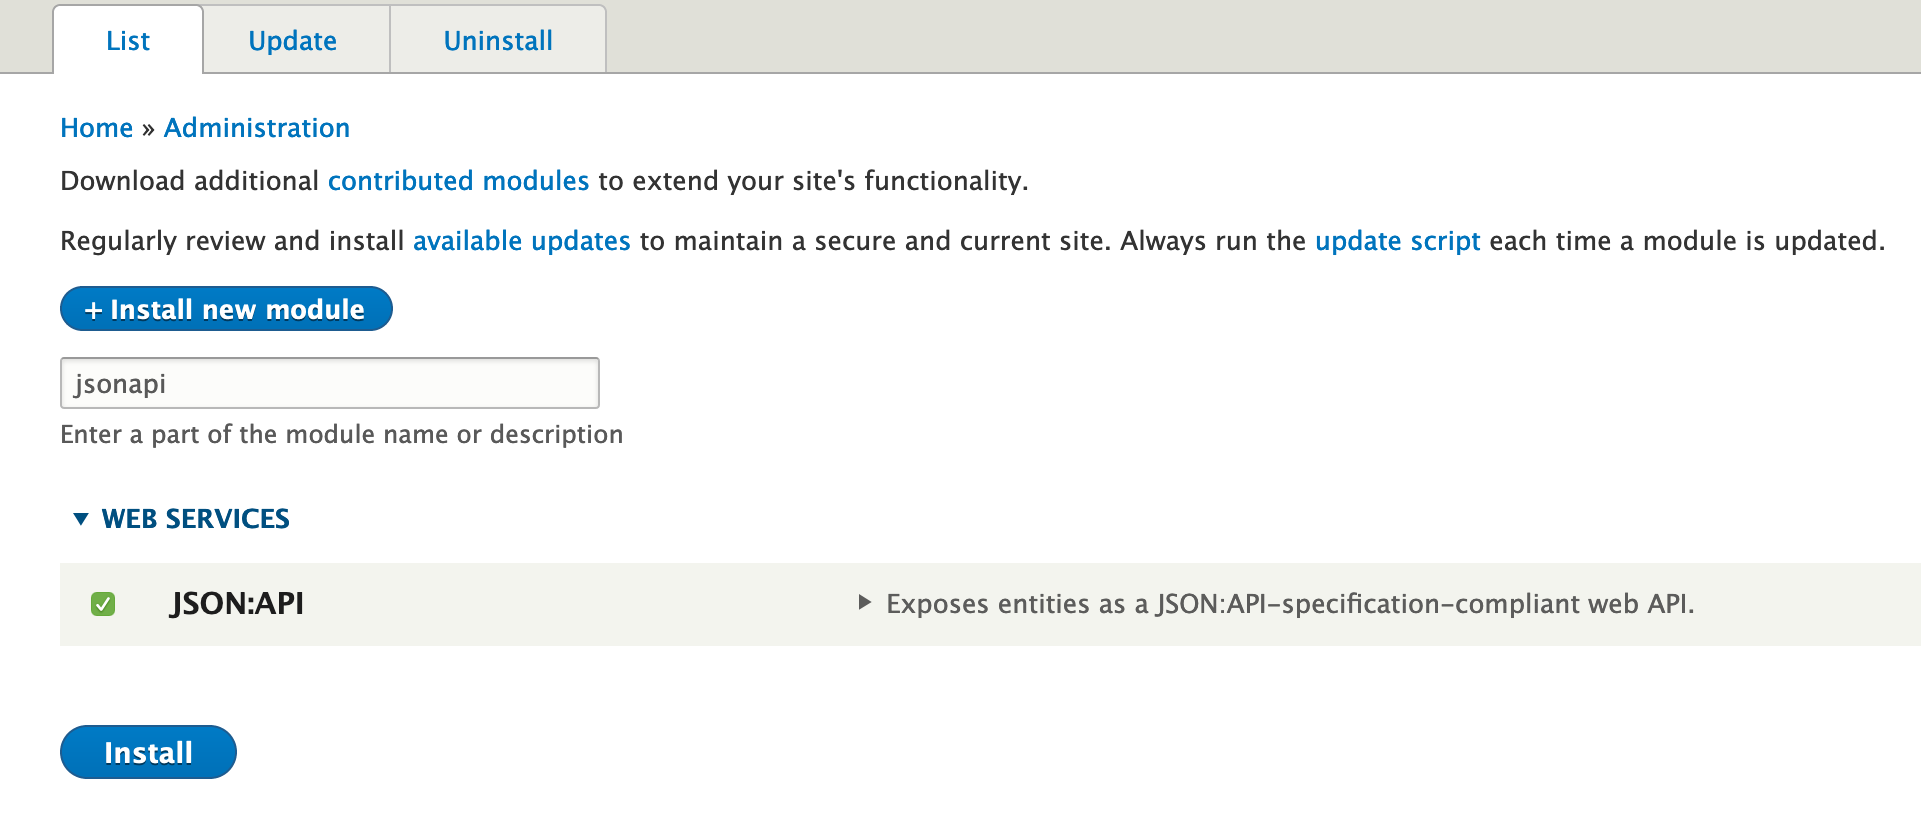 List Update Uninstall
Home » Administration
Download additional contributed modules to extend your site's functionality.
Regularly review and install available updates to maintain a secure and current site. Always run the update script each time a module is updated.
+ Install new module
jsonapi
Enter a part of the module name or description
▼ WEB SERVICES
JSON:API ▶ Exposes entities as a JSON:API-specification-compliant web API.
Install